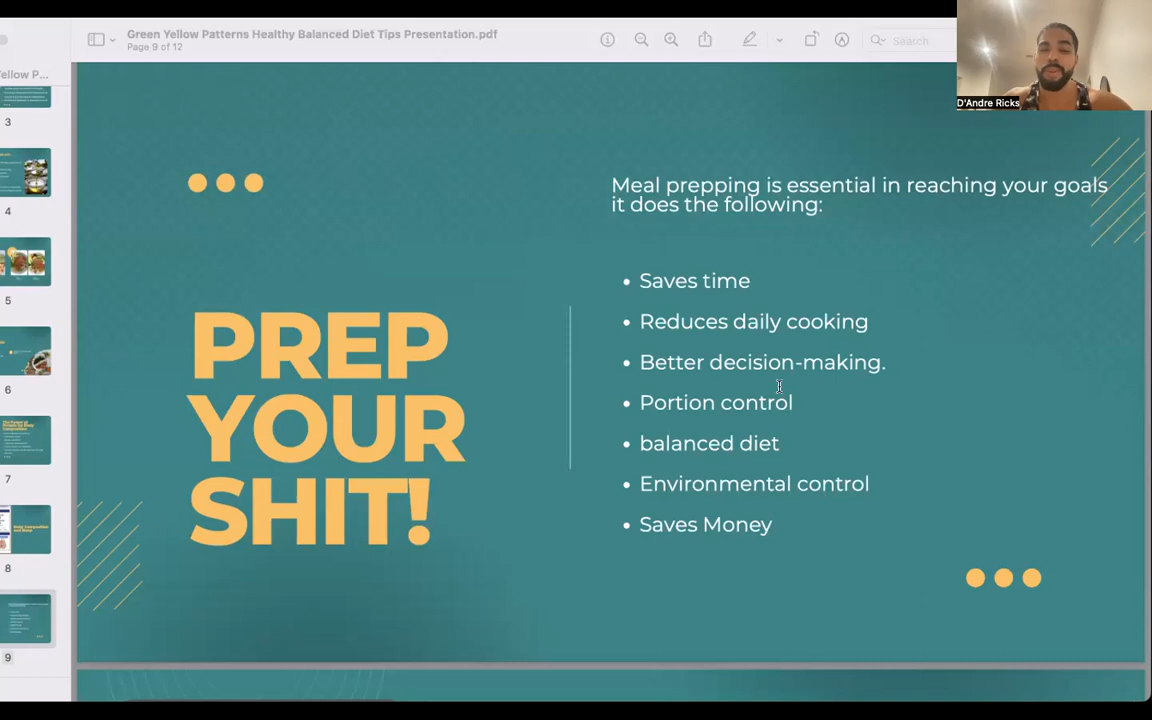 Green Yellow Patterns Healthy Balanced Diet Tips Presentation.pdf
Page 9 of 12
Search
D'Andre Ricks
Yellow P...
3
4
5
6
7
8
9
PREP
YOUR
SHIT!
Meal prepping is essential in reaching your goals
it does the following:
• Saves time
• Reduces daily cooking
• Better decision-making.
• Portion control
• balanced diet
• Environmental control
• Saves Money